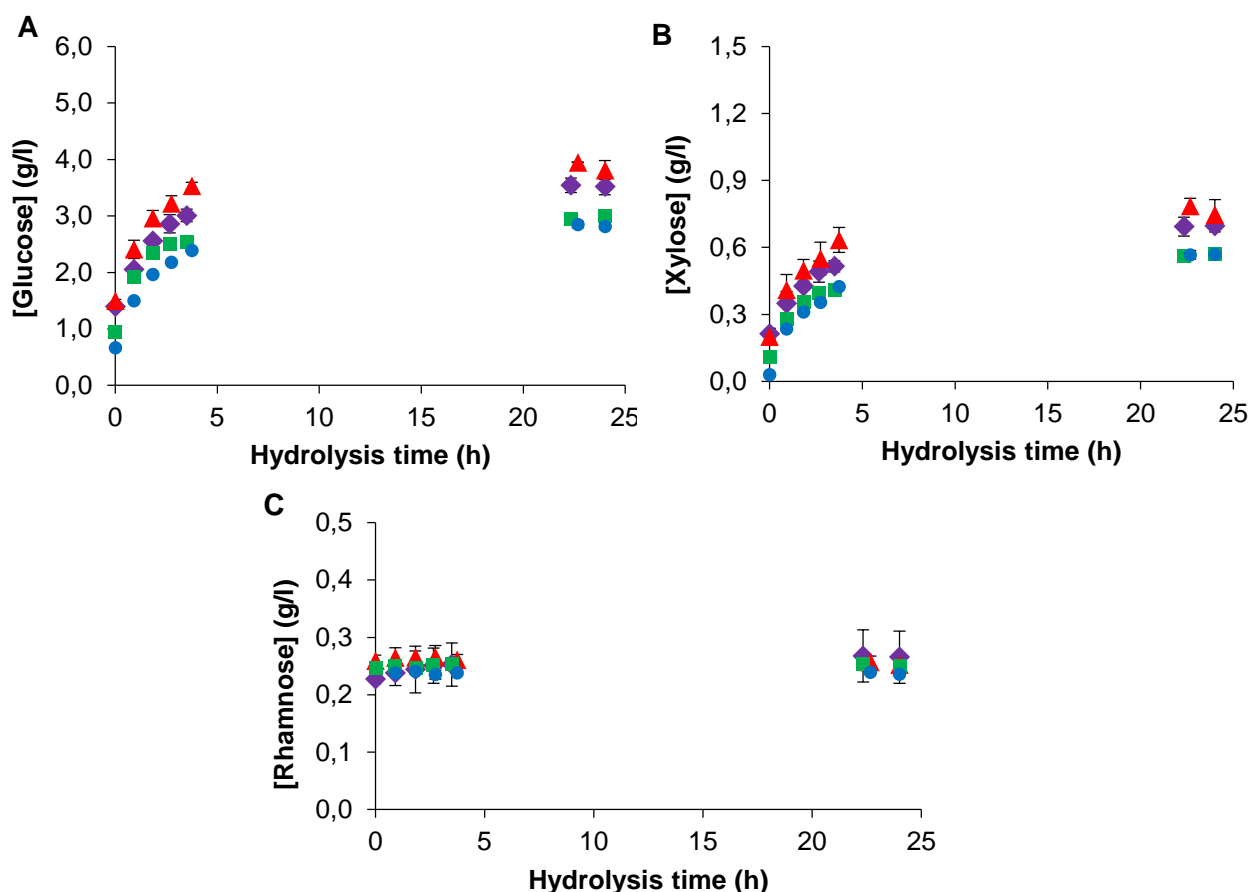 A
[Glucose] (g/l)
6,0
5,0
4,0
3,0
2,0
1,0
0,0
0 5 10 15 20 25
Hydrolysis time (h)
B
[Xylose] (g/l)
1,5
1,2
0,9
0,6
0,3
0,0
0 5 10 15 20 25
Hydrolysis time (h)
C
[Rhamnose] (g/l)
0,5
0,4
0,3
0,2
0,1
0,0
0 5 10 15 20 25
Hydrolysis time (h)